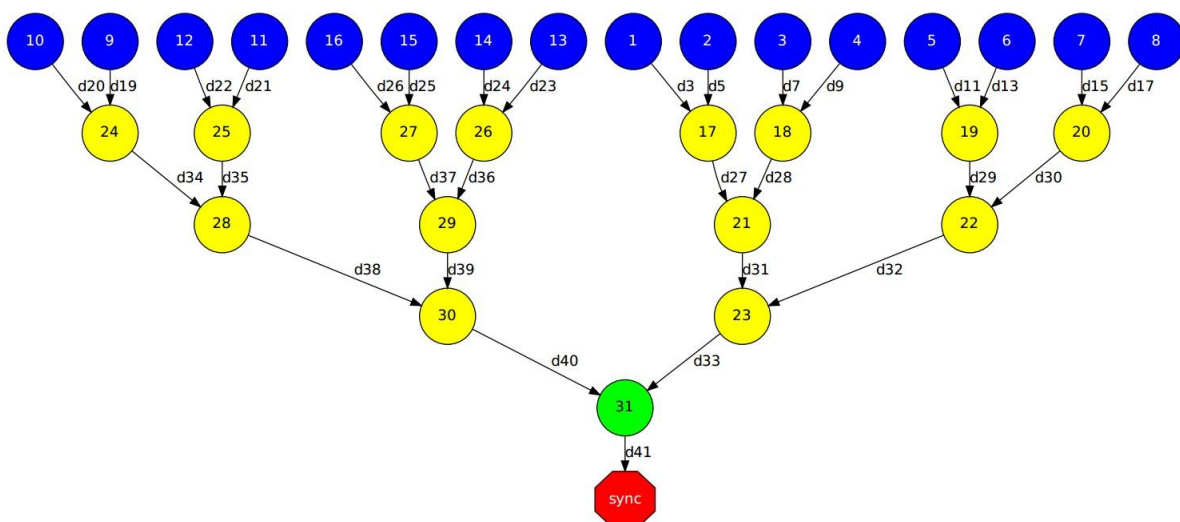 10 9 12 11 16 15 14 13 1 2 3 4 5 6 7 8
d20 d19 d22 d21 d26 d25 d24 d23 d3 d5 d7 d9 d11 d13 d15 d17
24 25 27 26 17 18 19 20
d34 d35 d37 d36 d27 d28 d29 d30
28 29 21 22
d38 d39 d31 d32
30 23
d40 d33
31
d41
sync